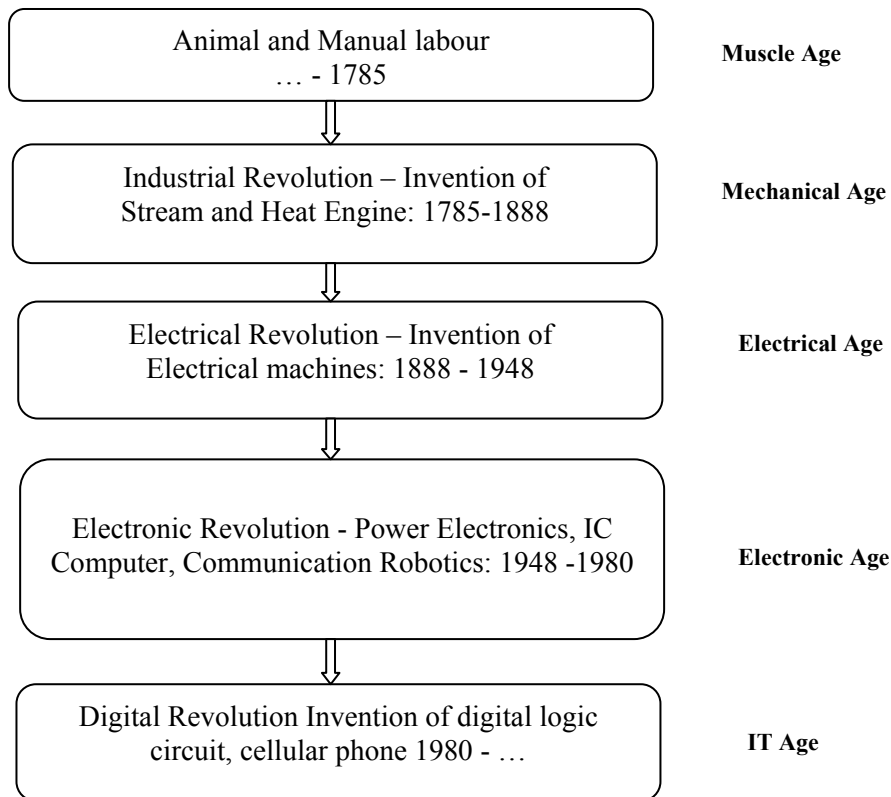 Animal and Manual labour
… - 1785
Muscle Age
Industrial Revolution – Invention of
Stream and Heat Engine: 1785-1888
Mechanical Age
Electrical Revolution – Invention of
Electrical machines: 1888 - 1948
Electrical Age
Electronic Revolution - Power Electronics, IC
Computer, Communication Robotics: 1948 -1980
Electronic Age
Digital Revolution Invention of digital logic
circuit, cellular phone 1980 - …
IT Age